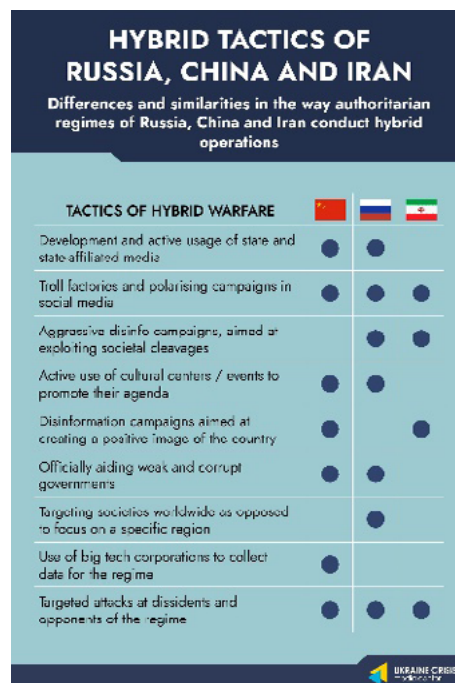 HYBRID TACTICS OF
RUSSIA, CHINA AND IRAN
Differences and similarities in the way authoritarian
regimes of Russia, China and Iran conduct hybrid
operations
TACTICS OF HYBRID WARFARE
Development and active usage of state and
state-affiliated media
Troll factories and polarising campaigns in
social media
Aggressive disinfo campaigns, aimed at
exploiting societal cleavages
Active use of cultural centers / events to
promote their agenda
Disinformation campaigns aimed at
creating a positive image of the country
Officially aiding weak and corrupt
governments
Targeting societies worldwide as opposed
to focus on a specific region
Use of big tech corporations to collect
data for the regime
Targeted attacks at dissidents and
opponents of the regime
UKRAINE CRISIS
media center